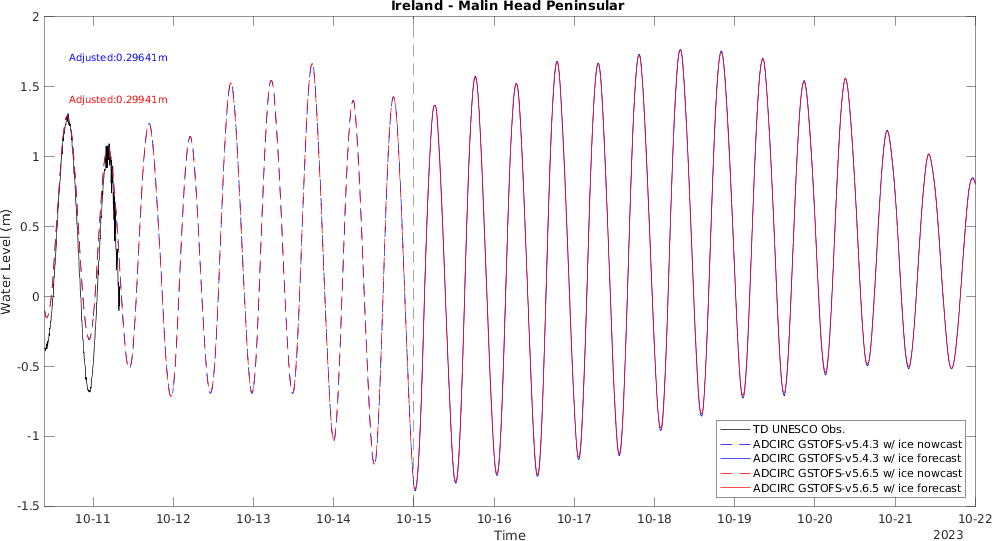 Ireland - Malin Head Peninsular
2
1.5
1
0.5
0
-0.5
-1
-1.5
Water Level (m)
Adjusted:0.29641m
Adjusted:0.29941m
TD UNESCO Obs.
ADCIRC GSTOFS-v5.4.3 w/ ice nowcast
ADCIRC GSTOFS-v5.4.3 w/ ice forecast
ADCIRC GSTOFS-v5.6.5 w/ ice nowcast
ADCIRC GSTOFS-v5.6.5 w/ ice forecast
10-11 10-12 10-13 10-14 10-15 10-16 10-17 10-18 10-19 10-20 10-21 10-22
Time
2023